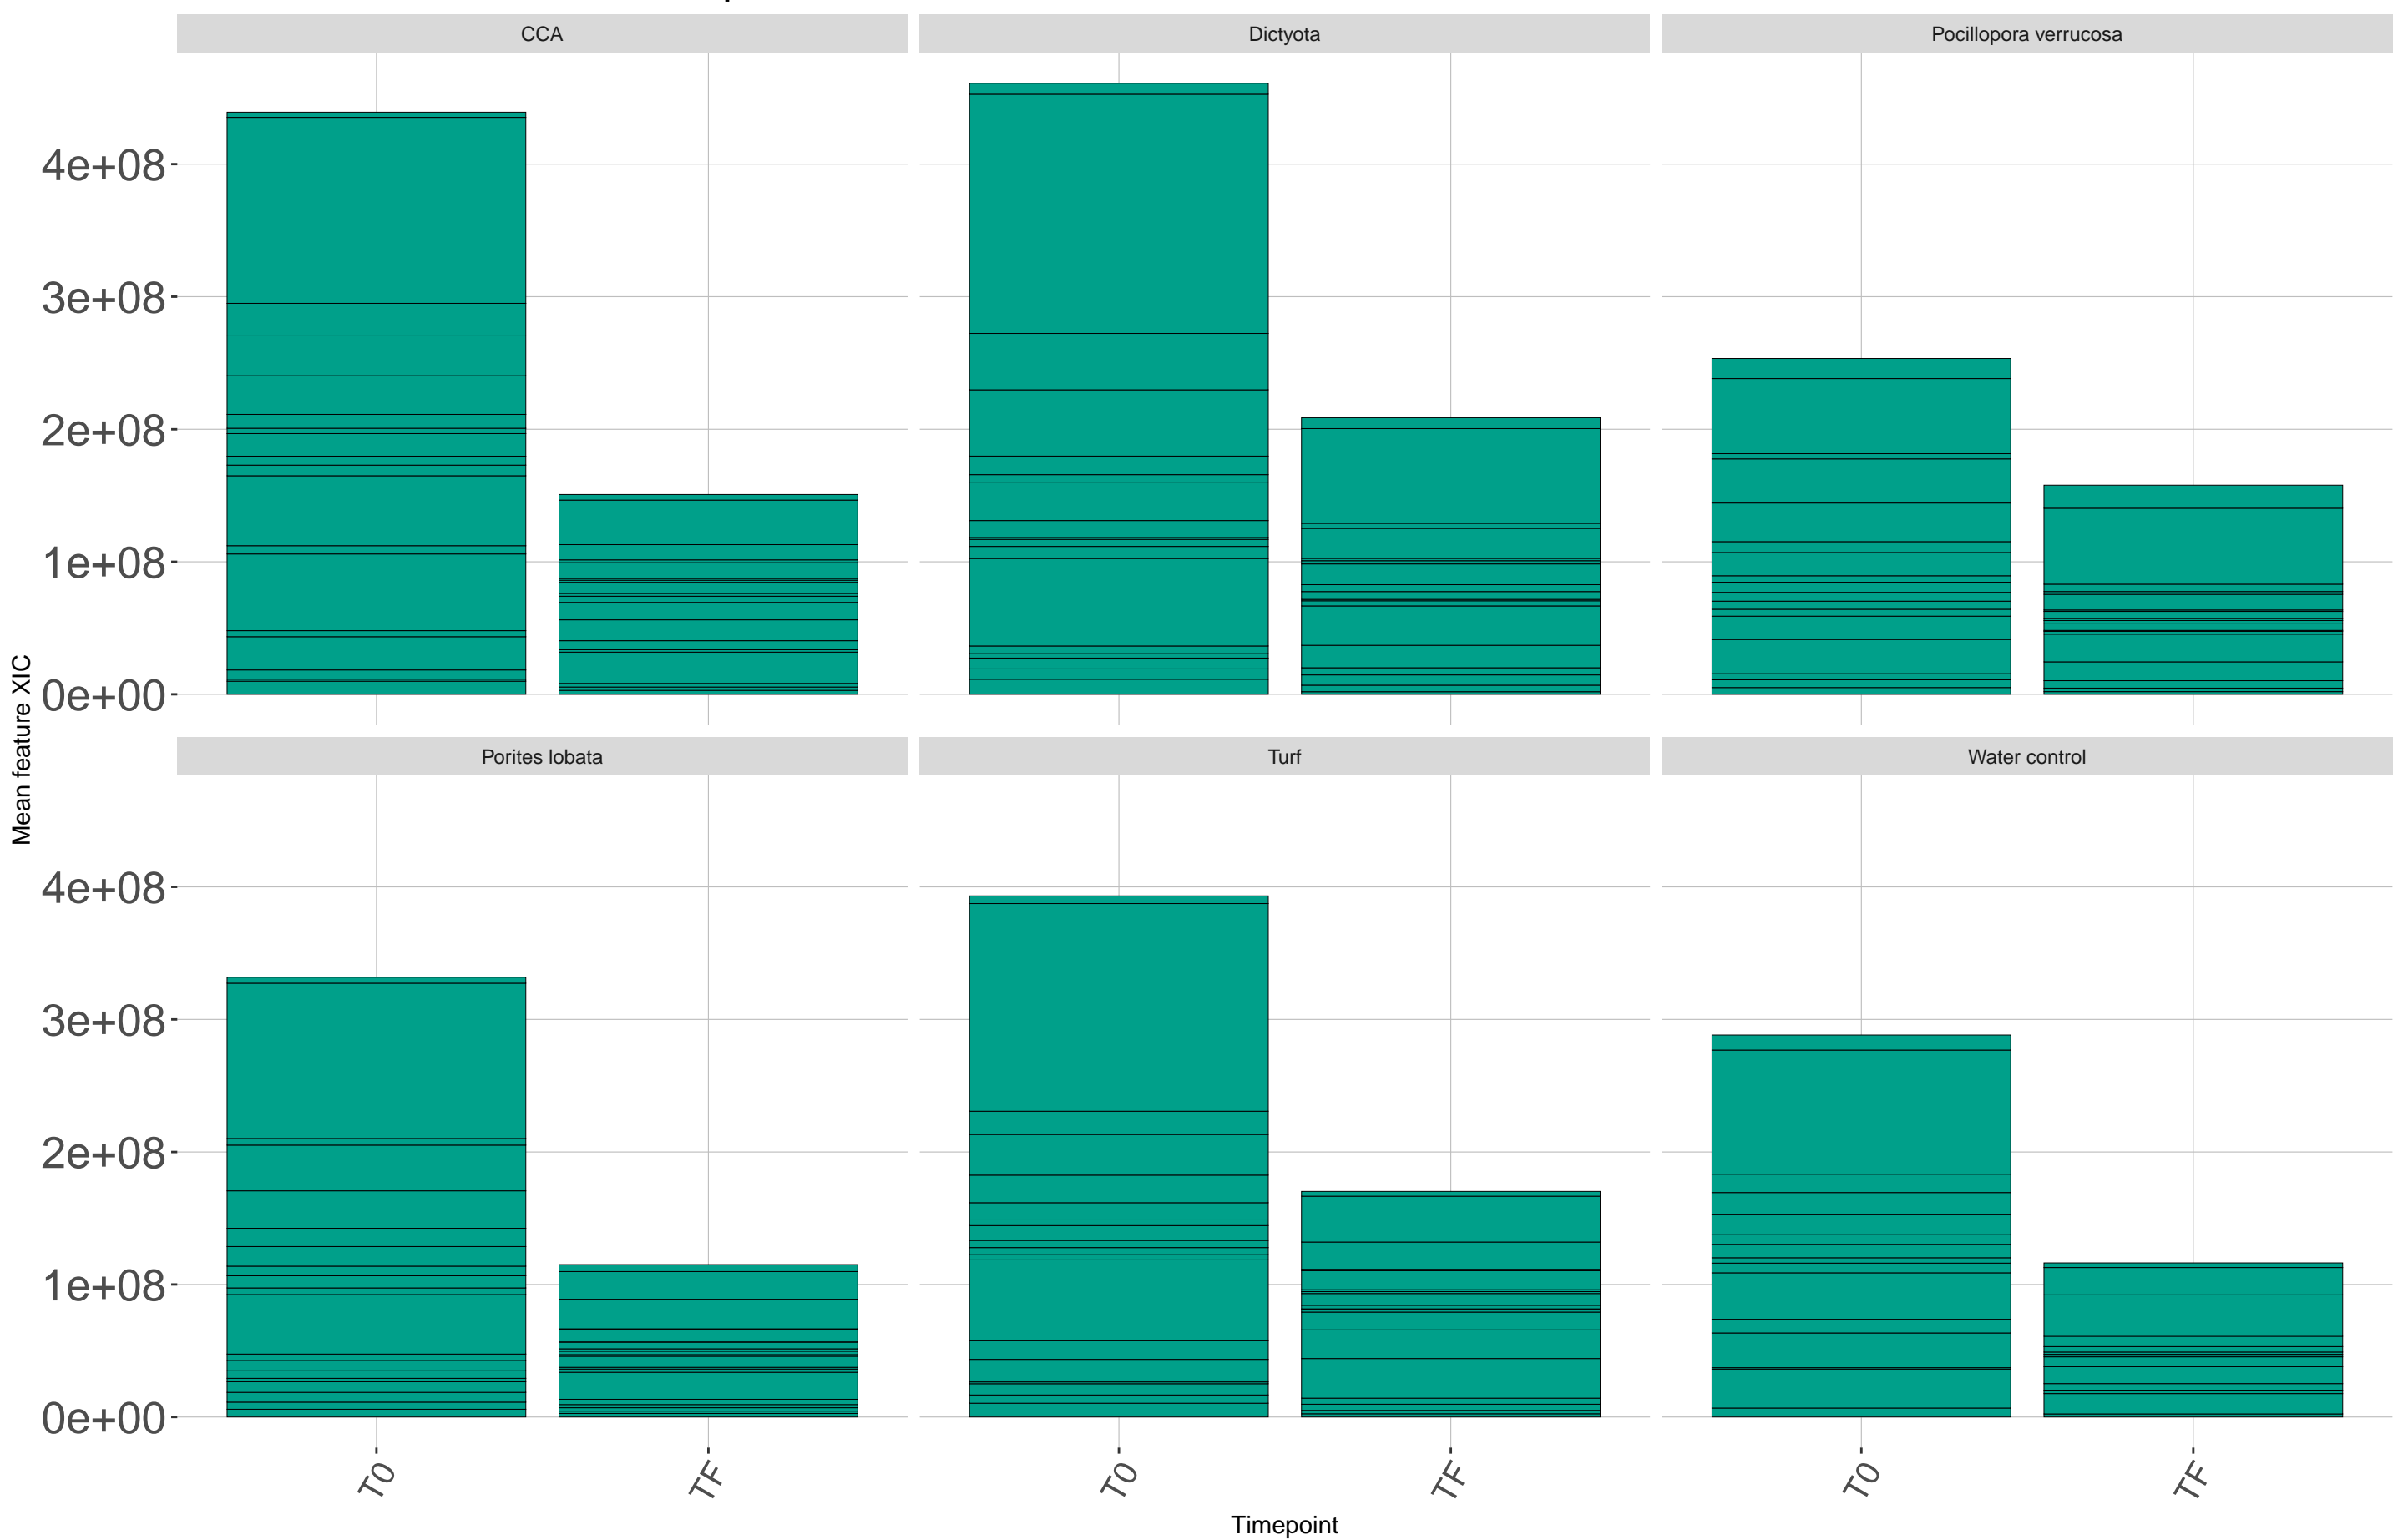 CCA
Dictyota
Pocillopora verrucosa
4e+08
3e+08
2e+08
1e+08
0e+00
Mean feature XIC
Porites lobata
Turf
Water control
4e+08
3e+08
2e+08
1e+08
0e+00
T0
TF
T0
TF
T0
TF
Timepoint